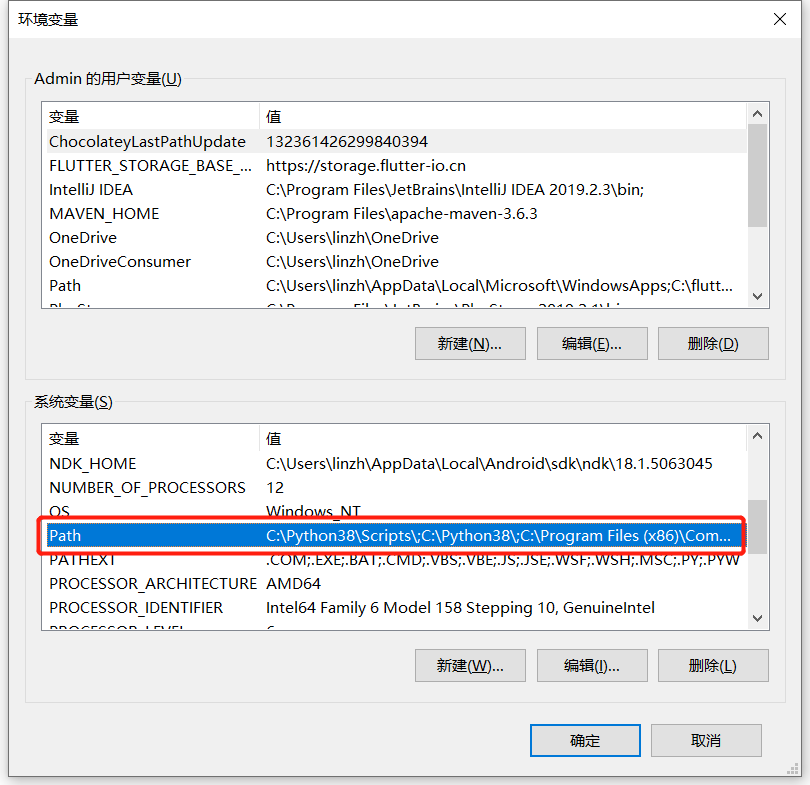 环境变量
Admin 的用户变量(U)
变量 值
ChocolateyLastPathUpdate 132361426299840394
FLUTTER_STORAGE_BASE_... https://storage.flutter-io.cn
IntelliJ IDEA C:\Program Files\JetBrains\IntelliJ IDEA 2019.2.3\bin;
MAVEN_HOME C:\Program Files\apache-maven-3.6.3
OneDrive C:\Users\linzh\OneDrive
OneDriveConsumer C:\Users\linzh\OneDrive
Path C:\Users\linzh\AppData\Local\Microsoft\WindowsApps;C:\flutt...
新建(N)... 编辑(E)... 删除(D)
系统变量(S)
变量 值
NDK_HOME C:\Users\linzh\AppData\Local\Android\sdk\ndk\18.1.5063045
NUMBER_OF_PROCESSORS 12
OS Windows_NT
Path C:\Python38\Scripts\;C:\Python38\;C:\Program Files (x86)\Com...
PATHEXT .COM;.EXE;.BAT;.CMD;.VBS;.VBE;.JS;.JSE;.WSF;.WSH;.MSC;.PY;.PYW
PROCESSOR_ARCHITECTURE AMD64
PROCESSOR_IDENTIFIER Intel64 Family 6 Model 158 Stepping 10, GenuineIntel
新建(W)... 编辑(I)... 删除(L)
确定 取消